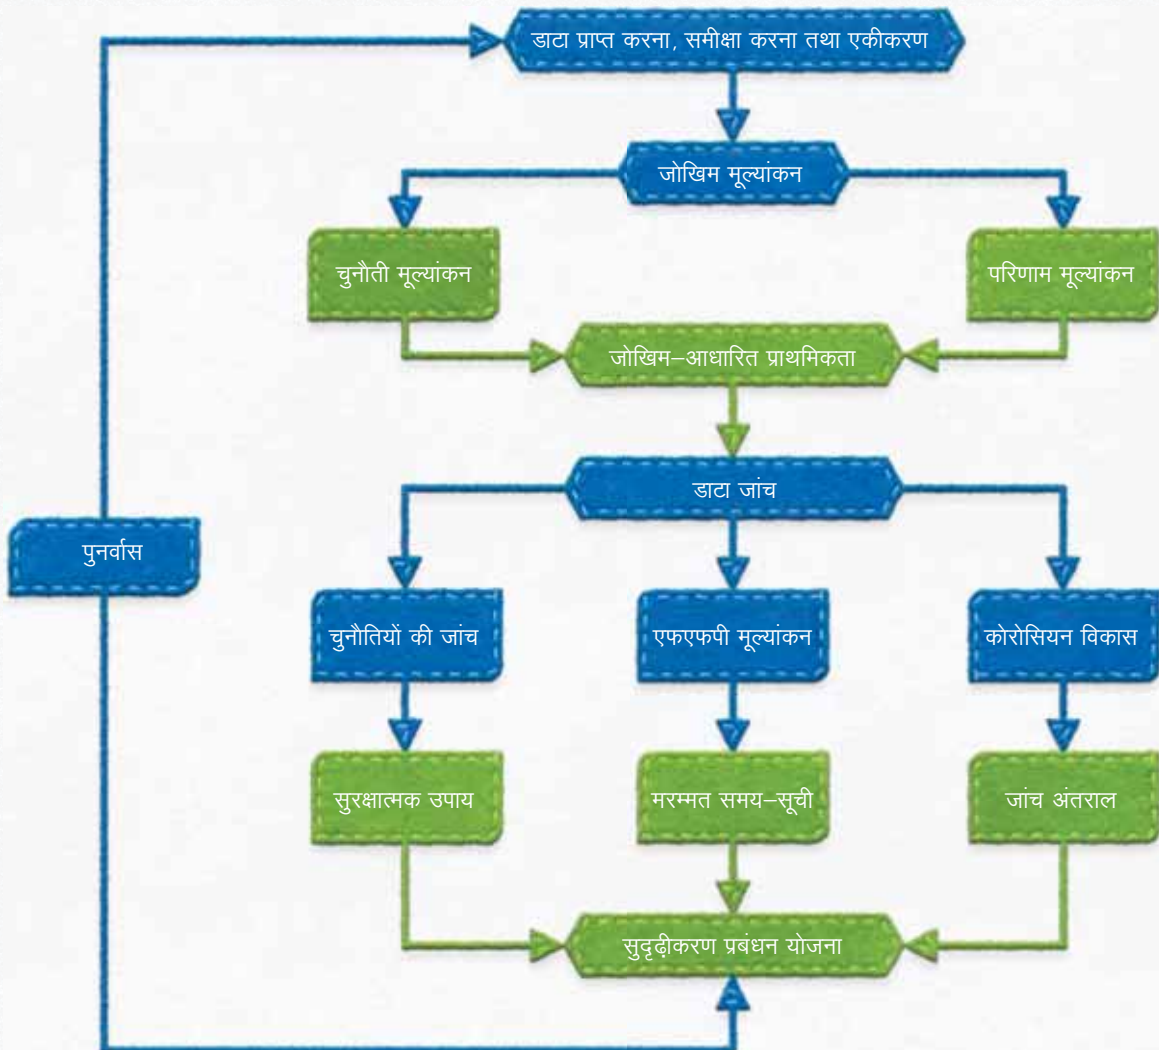 डाटा प्राप्त करना, समीक्षा करना तथा एकीकरण
जोखिम मूल्यांकन
चुनौती मूल्यांकन
परिणाम मूल्यांकन
जोखिम–आधारित प्राथमिकता
डाटा जांच
पुनर्वास
चुनौतियों की जांच
एफएफपी मूल्यांकन
कोरोसियन विकास
सुरक्षात्मक उपाय
मरम्मत समय–सूची
जांच अंतराल
सुदृढ़ीकरण प्रबंधन योजना